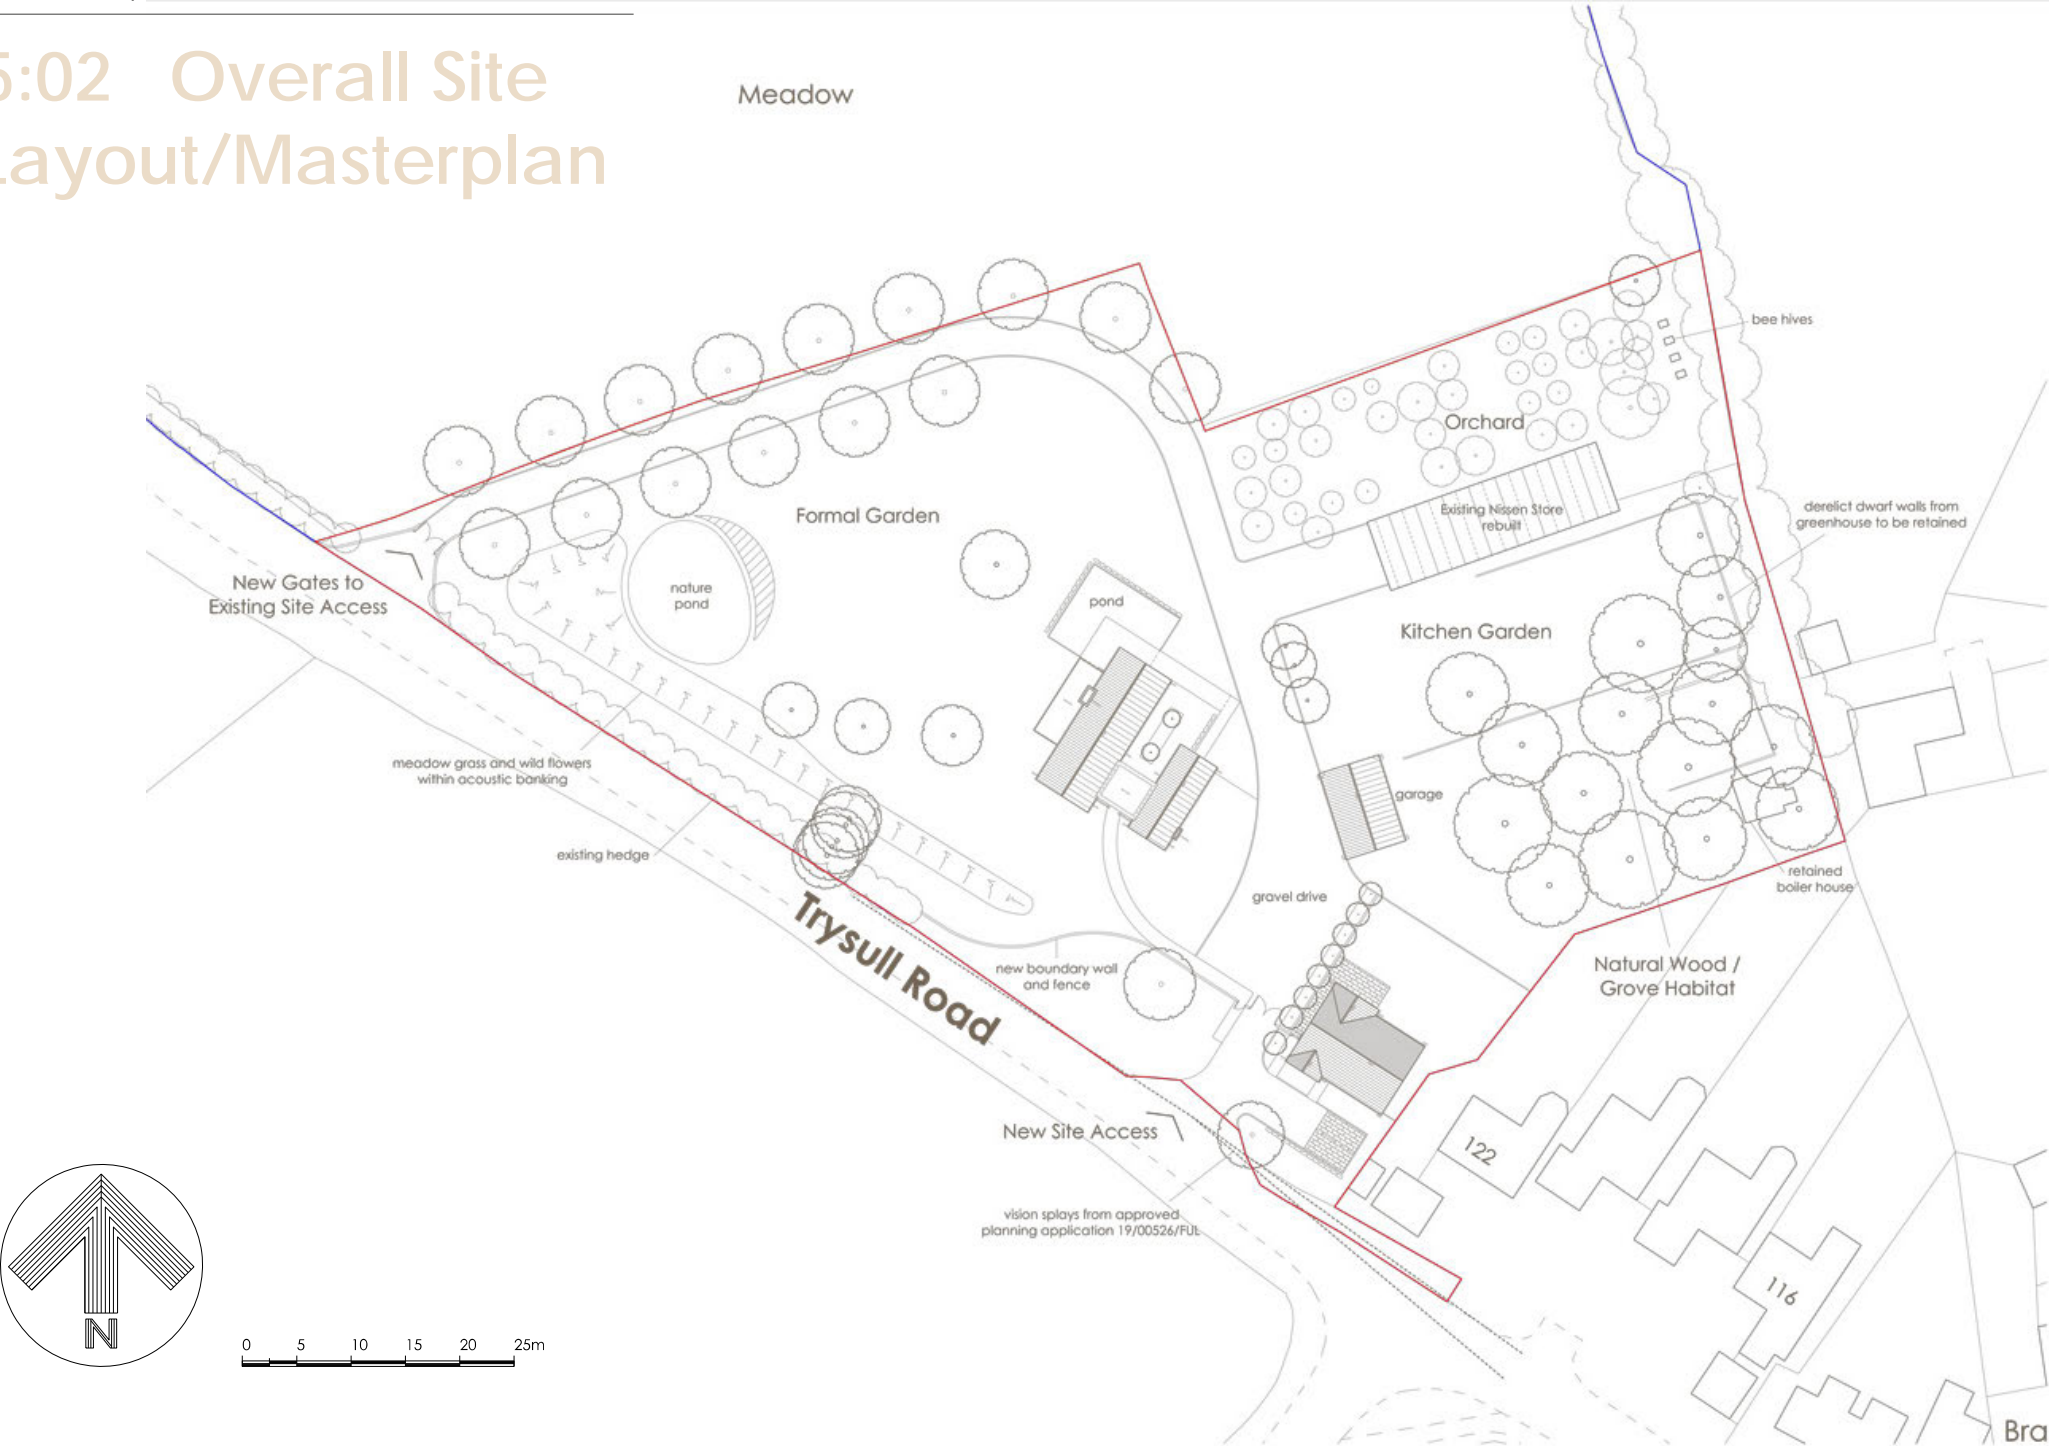 5:02 Overall Site
Layout/Masterplan
Meadow
bee hives
Orchard
Existing Nissen Store
rebuilt
derelict dwarf walls from
greenhouse to be retained
Formal Garden
New Gates to
Existing Site Access
nature
pond
pond
Kitchen Garden
meadow grass and wild flowers
within acoustic banking
garage
existing hedge
retained
boiler house
gravel drive
Trysull Road
new boundary wall
and fence
Natural Wood /
Grove Habitat
New Site Access
122
vision splays from approved
planning application 19/00526/FUL
116
N
0 5 10 15 20 25m
Bra